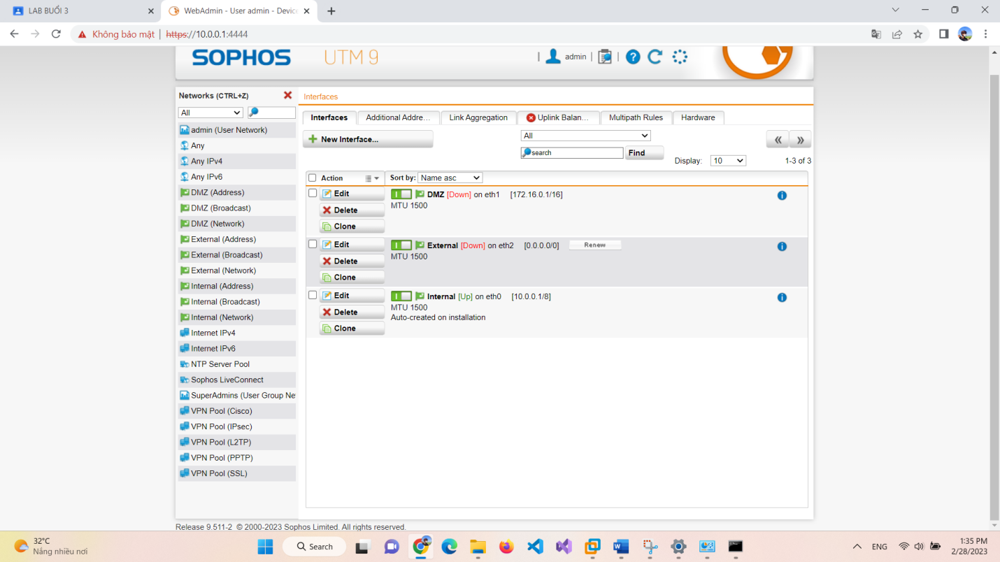 LAB BUỔI 3
WebAdmin - User admin - Device
Không bảo mật | https://10.0.0.1:4444
SOPHOS UTM 9
| admin | |
Networks (CTRL+Z)
All
admin (User Network)
Any
Any IPv4
Any IPv6
DMZ (Address)
DMZ (Broadcast)
DMZ (Network)
External (Address)
External (Broadcast)
External (Network)
Internal (Address)
Internal (Broadcast)
Internal (Network)
Internet IPv4
Internet IPv6
NTP Server Pool
Sophos LiveConnect
SuperAdmins (User Group Ne
VPN Pool (Cisco)
VPN Pool (IPsec)
VPN Pool (L2TP)
VPN Pool (PPTP)
VPN Pool (SSL)
Interfaces
Interfaces Additional Addre... Link Aggregation Uplink Balan... Multipath Rules Hardware
New Interface...
All
search Find
Display: 10 1-3 of 3
Action Sort by: Name asc
Edit DMZ [Down] on eth1 [172.16.0.1/16]
MTU 1500
Delete
Clone
Edit External [Down] on eth2 [0.0.0.0/0] Renew
MTU 1500
Delete
Clone
Edit Internal [Up] on eth0 [10.0.0.1/8]
MTU 1500
Delete
Auto-created on installation
Clone
Release 9.511-2 © 2000-2023 Sophos Limited. All rights reserved.
32°C
Nắng nhiều nơi
Search
ENG
1:35 PM
2/28/2023